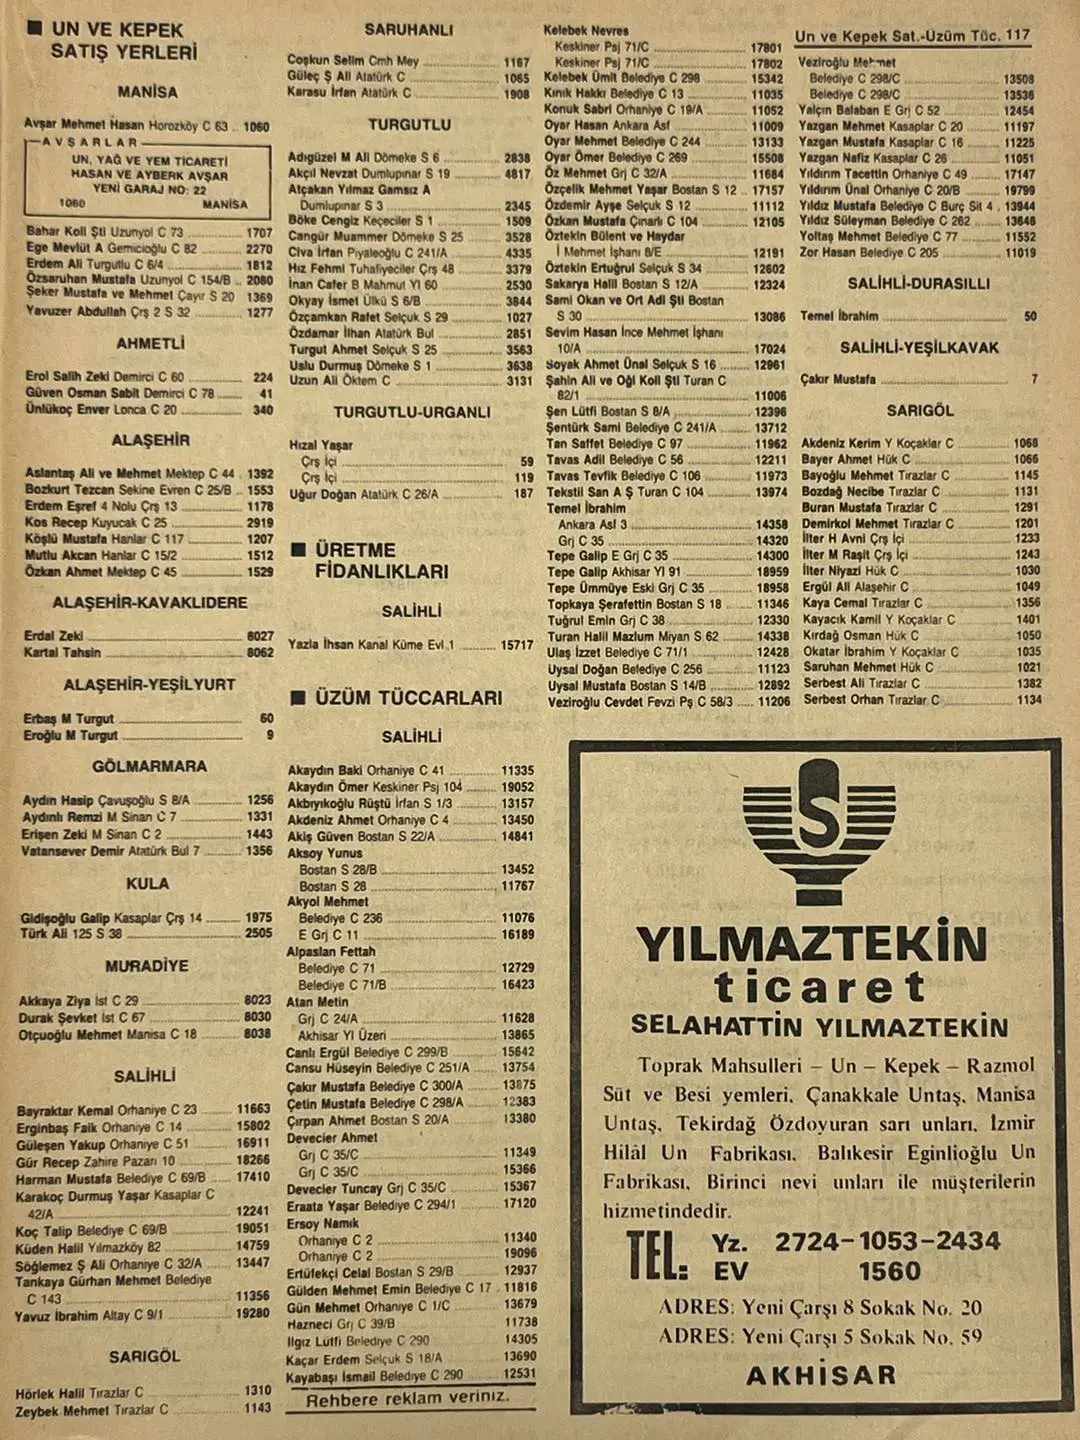 ■ UN VE KEPEK
SATIŞ YERLERİ
MANİSA
Avşar Mehmet Hasan Horozköy C 63 .. 1060
AVŞARLAR
UN, YAĞ VE YEM TİCARETİ
HASAN VE AYBERK AVŞAR
YENİ GARAJ NO: 22
1060 MANİSA
Bahar Koll Şti Uzunyol C 73 1707
Ege Mevlüt A Gemicioğlu C 82 2270
Erdem Ali Turgutlu C 6/4 1812
Özsaruhan Mustafa Uzunyol C 154/B 2080
Şeker Mustafa ve Mehmet Çayır S 20 1369
Yavuzer Abdullah Çrş 2 S 32 1277
AHMETLİ
Erol Salih Zeki Demirci C 60 224
Güven Osman Sabit Demirci C 78 41
Ünlükoç Enver Lonca C 20 340
ALAŞEHİR
Aslantaş Ali ve Mehmet Mektep C 44 1392
Bozkurt Tezcan Sekine Evren C 25/B 1553
Erdem Eşref 4 Nolu Çrş 13 1178
Kos Recep Kuyucak C 25 2919
Köşlü Mustafa Hanlar C 117 1207
Mutlu Akcan Hanlar C 15/2 1512
Özkan Ahmet Mektep C 45 1529
ALAŞEHİR-KAVAKLIDERE
Erdal Zeki 8027
Kartal Tahsin 8062
ALAŞEHİR-YEŞİLYURT
Erbaş M Turgut 60
Eroğlu M Turgut 9
GÖLMARMARA
Aydın Hasip Çavuşoğlu S 8/A 1256
Aydınlı Remzi M Sinan C 7 1331
Erişen Zeki M Sinan C 2 1443
Vatansever Demir Atatürk Bul 7 1356
KULA
Gidişoğlu Galip Kasaplar Çrş 14 1975
Türk Ali 125 S 38 2505
MURADİYE
Akkaya Ziya İst C 29 8023
Durak Şevket İst C 67 8030
Otçuoğlu Mehmet Manisa C 18 8038
SALİHLİ
Bayraktar Kemal Orhaniye C 23 11663
Erginbaş Faik Orhaniye C 14 15802
Güleşen Yakup Orhaniye C 51 16911
Gür Recep Zahire Pazarı 10 18266
Harman Mustafa Belediye C 69/B 17410
Karakoç Durmuş Yaşar Kasaplar C
42/A 12241
Koç Talip Belediye C 69/B 19051
Küden Halil Yılmazköy 82 14759
Söğlemez Ş Ali Orhaniye C 32/A 13447
Tankaya Gürhan Mehmet Belediye
C 143 11356
Yavuz İbrahim Altay C 9/1 19280
SARIGÖL
Hörlek Halil Tırazlar C 1310
Zeybek Mehmet Tırazlar C 1143
SARUHANLI
Coşkun Selim Cmh Mey 1167
Güleç Ş Ali Atatürk C 1065
Karasu İrfan Atatürk C 1908
TURGUTLU
Adıgüzel M Ali Dömeke S 6 2838
Akçıl Nevzat Dumlupınar S 19 4817
Atçakan Yılmaz Gamsız A
Dumlupınar S 3 2345
Böke Cengiz Keçeciler S 1 1509
Cangür Muammer Dömeke S 25 3528
Civa İrfan Piyaleoğlu C 241/A 4335
Hız Fehmi Tuhafiyeciler Çrş 48 3379
İnan Cafer B Mahmut Yl 60 2530
Okyay İsmet Ülkü S 6/B 3844
Özçamkan Rafet Selçuk S 29 1027
Özdamar İlhan Atatürk Bul 2851
Turgut Ahmet Selçuk S 25 3563
Uslu Durmuş Dömeke S 1 3638
Uzun Ali Öktem C 3131
TURGUTLU-URGANLI
Hızal Yaşar
Çrş İçi 59
Çrş İçi 119
Uğur Doğan Atatürk C 26/A 187
■ ÜRETME
FİDANLIKLARI
SALİHLİ
Yazla İhsan Kanal Küme Evl 1 15717
■ ÜZÜM TÜCCARLARI
SALİHLİ
Akaydın Baki Orhaniye C 41 11335
Akaydın Ömer Keskiner Psj 104 19052
Akbıyıkoğlu Rüştü İrfan S 1/3 13157
Akdeniz Ahmet Orhaniye C 4 13450
Akiş Güven Bostan S 22/A 14841
Aksoy Yunus
Bostan S 28/B 13452
Bostan S 28 11767
Akyol Mehmet
Belediye C 236 11076
E Grj C 11 16189
Alpaslan Fettah
Belediye C 71 12729
Belediye C 71/B 16423
Atan Metin
Grj C 24/A 11628
Akhisar Yl Üzeri 13865
Canlı Ergül Belediye C 299/B 15642
Cansu Hüseyin Belediye C 251/A 13754
Çakır Mustafa Belediye C 300/A 13875
Çetin Mustafa Belediye C 298/A 12383
Çırpan Ahmet Bostan S 20/A 13380
Devecier Ahmet
Grj C 35/C 11349
Grj C 35/C 15366
Devecier Tuncay Grj C 35/C 15367
Eraata Yaşar Belediye C 294/1 17120
Ersoy Namık
Orhaniye C 2 11340
Orhaniye C 2 19096
Ertüfekçi Celal Bostan S 29/B 12937
Gülden Mehmet Emin Belediye C 17 11816
Gün Mehmet Orhaniye C 1/C 13679
Hazneci Grj C 39/B 11738
Ilgız Lütfi Belediye C 290 14305
Kaçar Erdem Selçuk S 18/A 13690
Kayabaşı İsmail Belediye C 290 12531
Rehbere reklam veriniz.
Kelebek Nevres
Keskiner Psj 71/C 17801
Keskiner Psj 71/C 17802
Kelebek Ümit Belediye C 298 15342
Kınık Hakkı Belediye C 13 11035
Konuk Sabri Orhaniye C 19/A 11052
Oyar Hasan Ankara Asf 11009
Oyar Mehmet Belediye C 244 13133
Oyar Ömer Belediye C 269 15508
Öz Mehmet Grj C 32/A 11684
Özçelik Mehmet Yaşar Bostan S 12 17157
Özdemir Ayşe Selçuk S 12 11112
Özkan Mustafa Çınarlı C 104 12105
Öztekin Bülent ve Haydar
İ Mehmet İşhanı 8/E 12191
Öztekin Ertuğrul Selçuk S 34 12602
Sakarya Halil Bostan S 12/A 12324
Sami Okan ve Ort Adi Şti Bostan
S 30 13086
Sevim Hasan İnce Mehmet İşhanı
10/A 17024
Soyak Ahmet Ünal Selçuk S 16 12961
Şahin Ali ve Oğl Koll Şti Turan C
82/1 11006
Şen Lütfi Bostan S 8/A 12396
Şentürk Sami Belediye C 241/A 13712
Tan Saffet Belediye C 97 11962
Tavas Adil Belediye C 56 12211
Tavas Tevfik Belediye C 106 11973
Tekstil San A Ş Turan C 104 13974
Temel İbrahim
Ankara Asf 3 14358
Grj C 35 14320
Tepe Galip E Grj C 35 14300
Tepe Galip Akhisar Yl 91 18959
Tepe Ümmüye Eski Grj C 35 18958
Topkaya Şerafettin Bostan S 18 11346
Tuğrul Emin Grj C 38 12330
Turan Halil Mazlum Miyan S 62 14338
Ulaş İzzet Belediye C 71/1 12428
Uysal Doğan Belediye C 256 11123
Uysal Mustafa Bostan S 14/B 12892
Veziroğlu Cevdet Fevzi Pş C 58/3 11206
Un ve Kepek Sat.-Üzüm Tüc. 117
Veziroğlu Mehmet
Belediye C 298/C 13508
Belediye C 298/C 13536
Yalçın Balaban E Grj C 52 12454
Yazgan Mehmet Kasaplar C 20 11197
Yazgan Mustafa Kasaplar C 16 11225
Yazgan Nafiz Kasaplar C 26 11051
Yıldırım Tacettin Orhaniye C 49 17147
Yıldırım Ünal Orhaniye C 20/B 19799
Yıldız Mustafa Belediye C Burç Sit 4 13944
Yıldız Süleyman Belediye C 262 13648
Yoltaş Mehmet Belediye C 77 11552
Zor Hasan Belediye C 205 11019
SALİHLİ-DURASILLI
Temel İbrahim 50
SALİHLİ-YEŞİLKAVAK
Çakır Mustafa 7
SARIGÖL
Akdeniz Kerim Y Koçaklar C 1068
Bayer Ahmet Hük C 1066
Bayoğlu Mehmet Tırazlar C 1145
Bozdağ Necibe Tırazlar C 1131
Buran Mustafa Tırazlar C 1291
Demirkol Mehmet Tırazlar C 1201
İlter H Avni Çrş İçi 1233
İlter M Raşit Çrş İçi 1243
İlter Niyazi Hük C 1030
Ergül Ali Alaşehir C 1049
Kaya Cemal Tırazlar C 1356
Kayacık Kamil Y Koçaklar C 1401
Kırdağ Osman Hük C 1050
Okatar İbrahim Y Koçaklar C 1035
Saruhan Mehmet Hük C 1021
Serbest Ali Tırazlar C 1382
Serbest Orhan Tırazlar C 1134
S
YILMAZTEKİN
ticaret
SELAHATTİN YILMAZTEKİN
Toprak Mahsulleri – Un – Kepek – Razmol
Süt ve Besi yemleri, Çanakkale Untaş, Manisa
Untaş, Tekirdağ Özdoyuran sarı unları, İzmir
Hilâl Un Fabrikası, Balıkesir Eginlioğlu Un
Fabrikası, Birinci nevi unları ile müşterilerin
hizmetindedir.
TEL: Yz. 2724-1053-2434
EV 1560
ADRES: Yeni Çarşı 8 Sokak No. 20
ADRES: Yeni Çarşı 5 Sokak No. 59
AKHİSAR